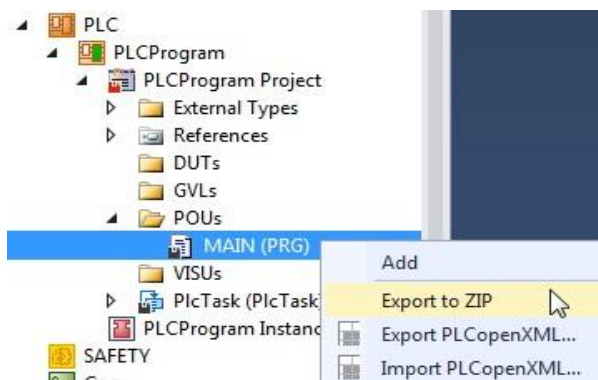 PLC
PLCProgram
PLCProgram Project
External Types
References
DUTs
GVLs
POUs
MAIN (PRG)
Add
VISUs
Export to ZIP
PlcTask (PlcTask
PLCProgram Instanc
Export PLCopenXML...
SAFETY
Import PLCopenXML...